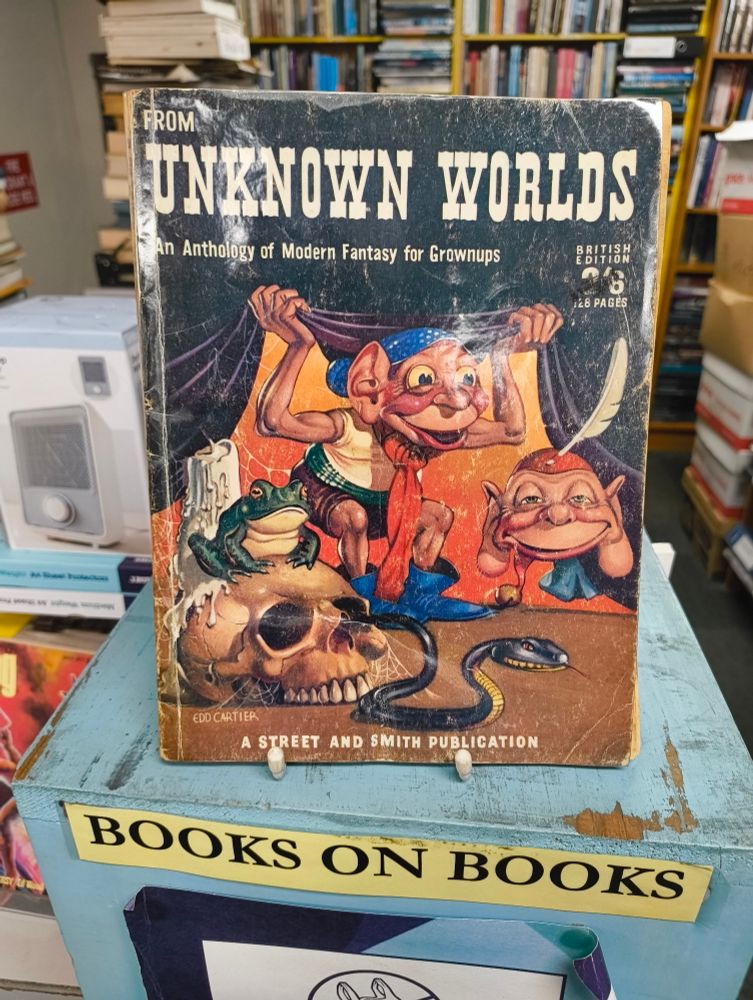 FROM
UNKNOWN WORLDS
An Anthology of Modern Fantasy for Grownups
BRITISH
EDITION
2/6
128 PAGES
EDD CARTIER
A STREET AND SMITH PUBLICATION
BOOKS ON BOOKS